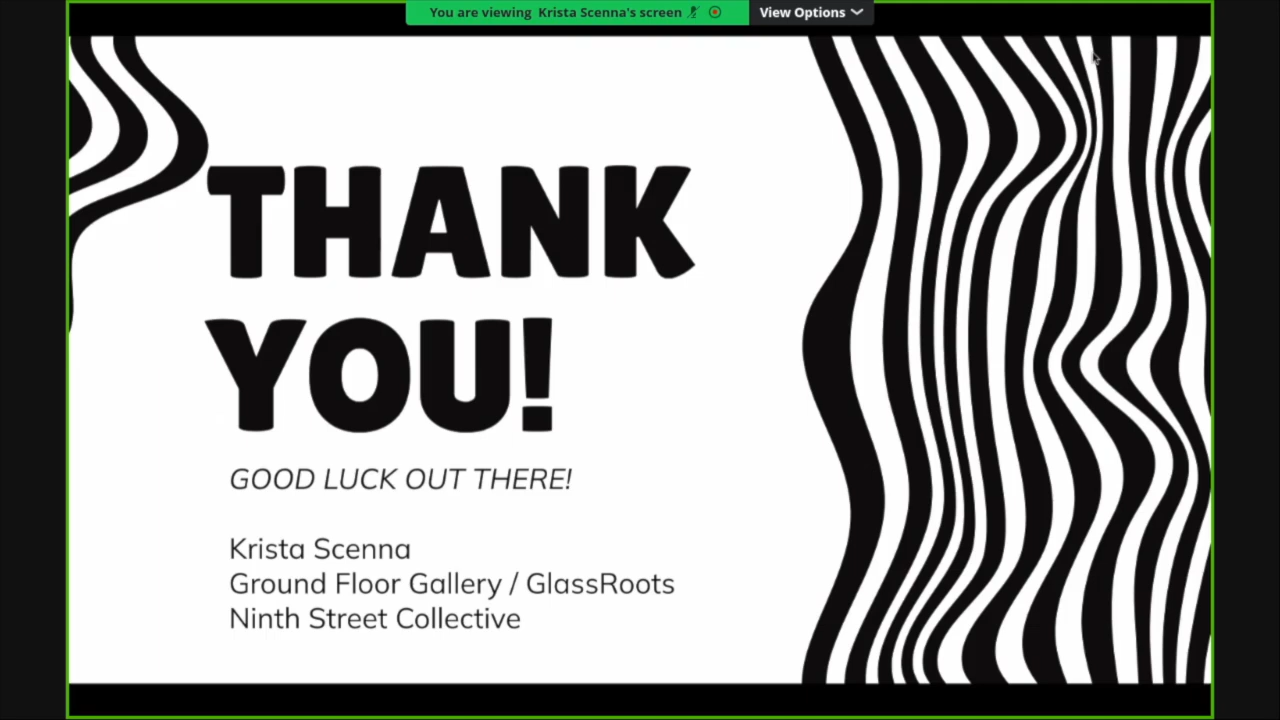 You are viewing Krista Scenna's screen
View Options
THANK
YOU!
GOOD LUCK OUT THERE!
Krista Scenna
Ground Floor Gallery / GlassRoots
Ninth Street Collective